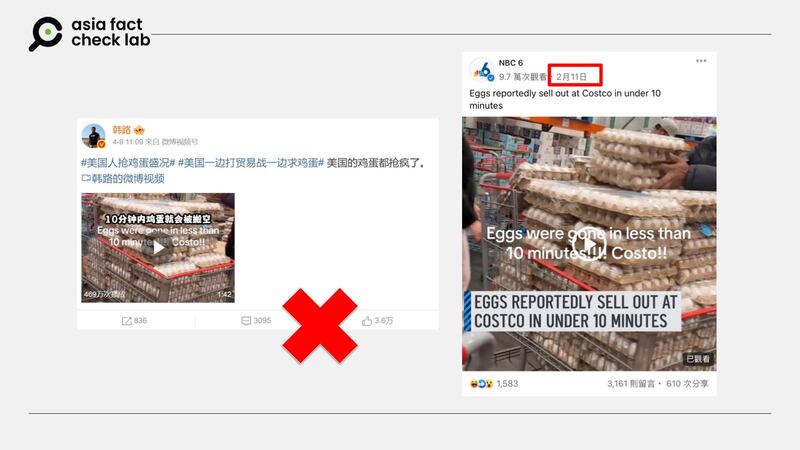 asia fact
check lab
韩路
4-9 11:09 来自 微博视频号
#美国人抢鸡蛋盛况# #美国一边打贸易战一边求鸡蛋# 美国的鸡蛋都抢疯了。
韩路的微博视频
10分钟内鸡蛋就会被搬空
Eggs were gone in less than
10 minutes!!!! Costo!!
469万次播放
1:42
836
3095
3.6万
NBC 6
9.7 萬次觀看· 2月11日
Eggs reportedly sell out at Costco in under 10
minutes
Eggs were gone in less than
10 minutes!!!! Costo!!
EGGS REPORTEDLY SELL OUT AT
COSTCO IN UNDER 10 MINUTES
已觀看
1,583
3,161 則留言· 610 次分享